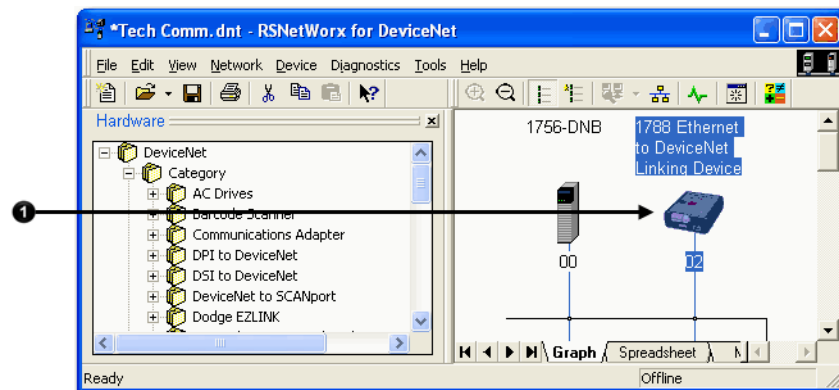 *Tech Comm.dnt - RSNetWorx for DeviceNet
File Edit View Network Device Diagnostics Tools Help
Hardware
DeviceNet
Category
AC Drives
Barcode Scanner
Communications Adapter
DPI to DeviceNet
DSI to DeviceNet
DeviceNet to SCANport
Dodge EZLINK
1
1756-DNB
1788 Ethernet
to DeviceNet
Linking Device
00
02
Graph Spreadsheet
Ready
Offline